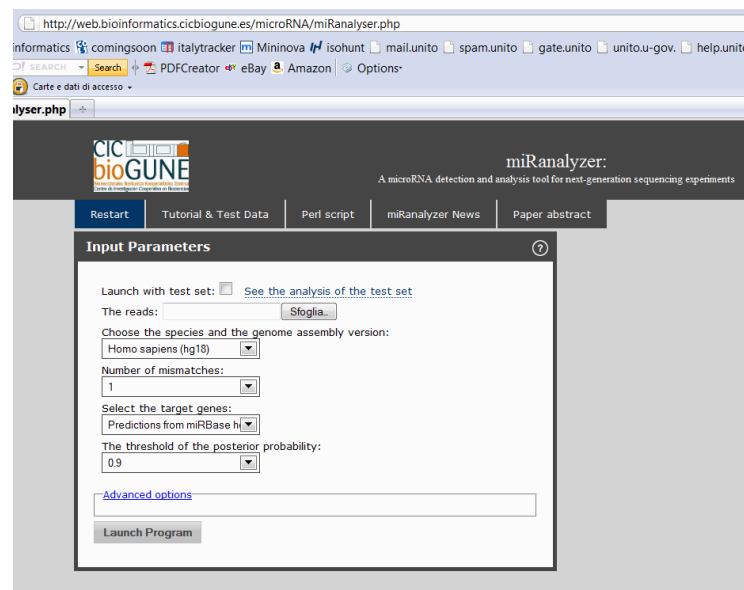 http://web.bioinformatics.cicbiogune.es/microRNA/miRanalyser.php
informatics comingsoon italytracker m Mininova isohunt mail.unito spam.unito gate.unito unito.u-gov. help.unito
SEARCH Search PDFCreator eBay Amazon Options
Carte e dati di accesso
alyser.php
CIC
bioGUNE
miRanalyzer:
A microRNA detection and analysis tool for next-generation sequencing experiments
Restart Tutorial & Test Data Perl script miRanalyzer News Paper abstract
Input Parameters ?
Launch with test set: See the analysis of the test set
The reads: Sfoglia...
Choose the species and the genome assembly version:
Homo sapiens (hg18)
Number of mismatches:
1
Select the target genes:
Predictions from miRBase h
The threshold of the posterior probability:
0.9
Advanced options
Launch Program